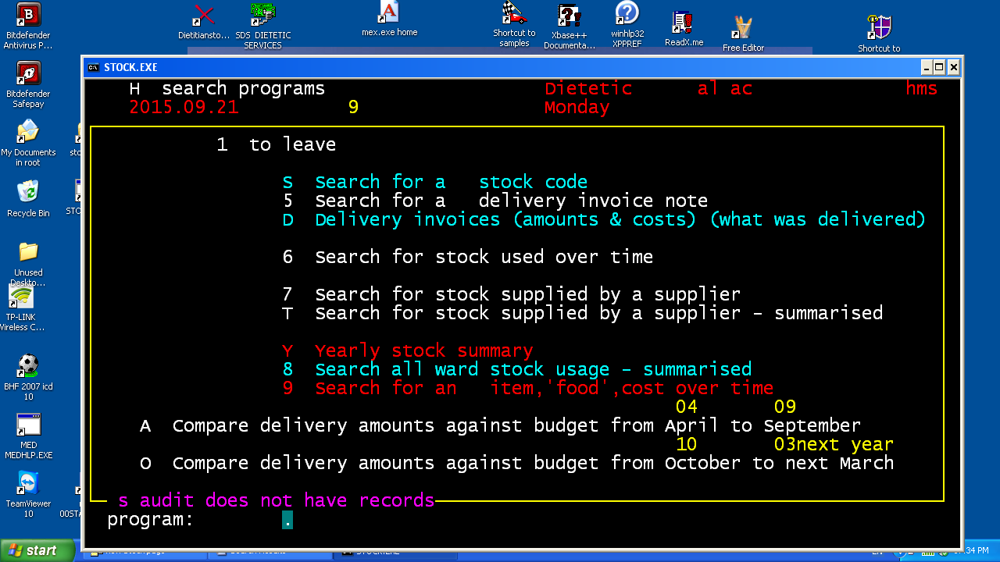 Bitdefender
Antivirus P...
Dietitiansto...
SDS DIETETIC
SERVICES
mex.exe home
Shortcut to
samples
Xbase++
Documenta...
winhlp32
XPPREF
ReadX.me
Free Editor
Shortcut to
Bitdefender
Safepay
My Documents
in root
Recycle Bin
Unused
Deskto...
TP-LINK
Wireless C...
BHF 2007 icd
10
MED
MEDHLP.EXE
TeamViewer
10
STOCK.EXE
H search programs Dietetic al ac hms
2015.09.21 9 Monday
1 to leave
S Search for a stock code
5 Search for a delivery invoice note
D Delivery invoices (amounts & costs) (what was delivered)
6 Search for stock used over time
7 Search for stock supplied by a supplier
T Search for stock supplied by a supplier - summarised
Y Yearly stock summary
8 Search all ward stock usage - summarised
9 Search for an item,'food',cost over time
04 09
A Compare delivery amounts against budget from April to September
10 03next year
O Compare delivery amounts against budget from October to next March
s audit does not have records
program: .
start